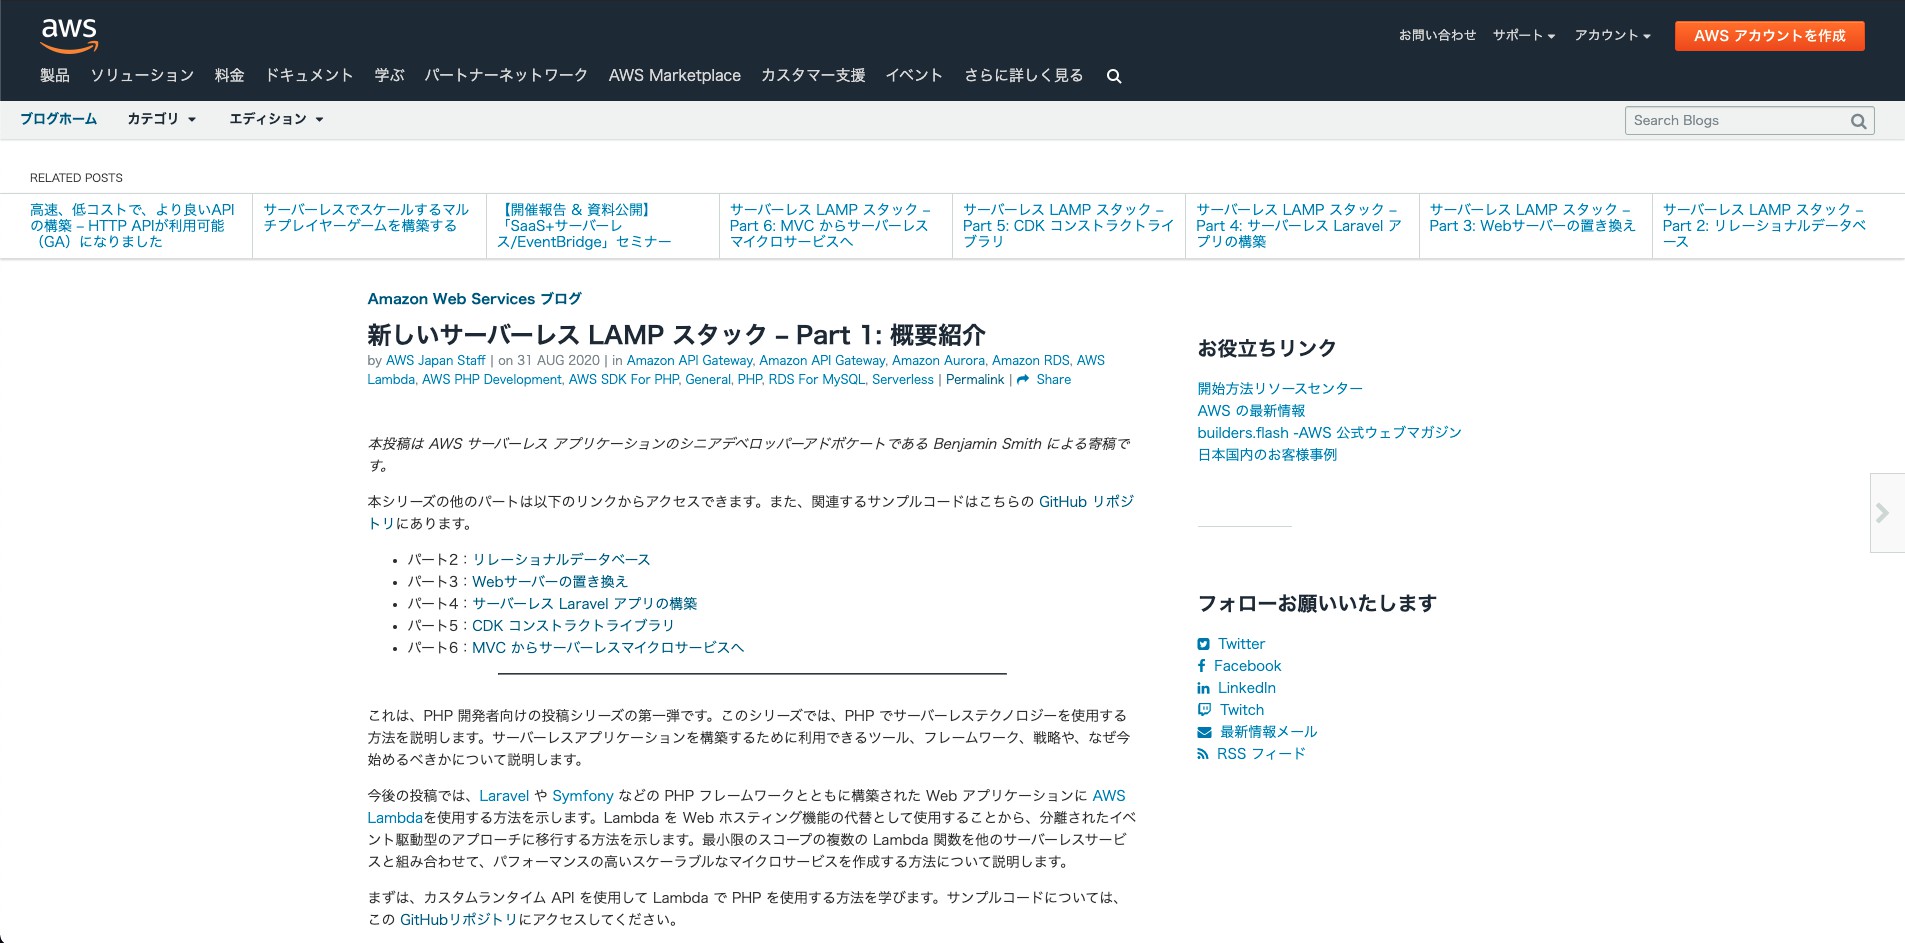 aws
お問い合わせ サポート アカウント AWS アカウントを作成
製品 ソリューション 料金 ドキュメント 学ぶ パートナーネットワーク AWS Marketplace カスタマー支援 イベント さらに詳しく見る
ブログホーム カテゴリ エディション Search Blogs
RELATED POSTS
高速、低コストで、より良いAPI
の構築 – HTTP APIが利用可能
（GA）になりました
サーバーレスでスケールするマル
チプレイヤーゲームを構築する
【開催報告 & 資料公開】
「SaaS+サーバーレ
ス/EventBridge」セミナー
サーバーレス LAMP スタック –
Part 6: MVC からサーバーレス
マイクロサービスへ
サーバーレス LAMP スタック –
Part 5: CDK コンストラクトライ
ブラリ
サーバーレス LAMP スタック –
Part 4: サーバーレス Laravel ア
プリの構築
サーバーレス LAMP スタック –
Part 3: Webサーバーの置き換え
サーバーレス LAMP スタック –
Part 2: リレーショナルデータベ
ース
Amazon Web Services ブログ
新しいサーバーレス LAMP スタック – Part 1: 概要紹介
by AWS Japan Staff | on 31 AUG 2020 | in Amazon API Gateway, Amazon API Gateway, Amazon Aurora, Amazon RDS, AWS
Lambda, AWS PHP Development, AWS SDK For PHP, General, PHP, RDS For MySQL, Serverless | Permalink | Share
本投稿は AWS サーバーレス アプリケーションのシニアデベロッパーアドボケートである Benjamin Smith による寄稿で
す。
本シリーズの他のパートは以下のリンクからアクセスできます。また、関連するサンプルコードはこちらの GitHub リポジ
トリにあります。
• パート2：リレーショナルデータベース
• パート3：Webサーバーの置き換え
• パート4：サーバーレス Laravel アプリの構築
• パート5：CDK コンストラクトライブラリ
• パート6：MVC からサーバーレスマイクロサービスへ
これは、PHP 開発者向けの投稿シリーズの第一弾です。このシリーズでは、PHP でサーバーレステクノロジーを使用する
方法を説明します。サーバーレスアプリケーションを構築するために利用できるツール、フレームワーク、戦略や、なぜ今
始めるべきかについて説明します。
今後の投稿では、Laravel や Symfony などの PHP フレームワークとともに構築された Web アプリケーションに AWS
Lambdaを使用する方法を示します。Lambda を Web ホスティング機能の代替として使用することから、分離されたイベ
ント駆動型のアプローチに移行する方法を示します。最小限のスコープの複数の Lambda 関数を他のサーバーレスサービ
スと組み合わせて、パフォーマンスの高いスケーラブルなマイクロサービスを作成する方法について説明します。
まずは、カスタムランタイム API を使用して Lambda で PHP を使用する方法を学びます。サンプルコードについては、
この GitHubリポジトリにアクセスしてください。
お役立ちリンク
開始方法リソースセンター
AWS の最新情報
builders.flash -AWS 公式ウェブマガジン
日本国内のお客様事例
フォローお願いいたします
Twitter
Facebook
LinkedIn
Twitch
最新情報メール
RSS フィード